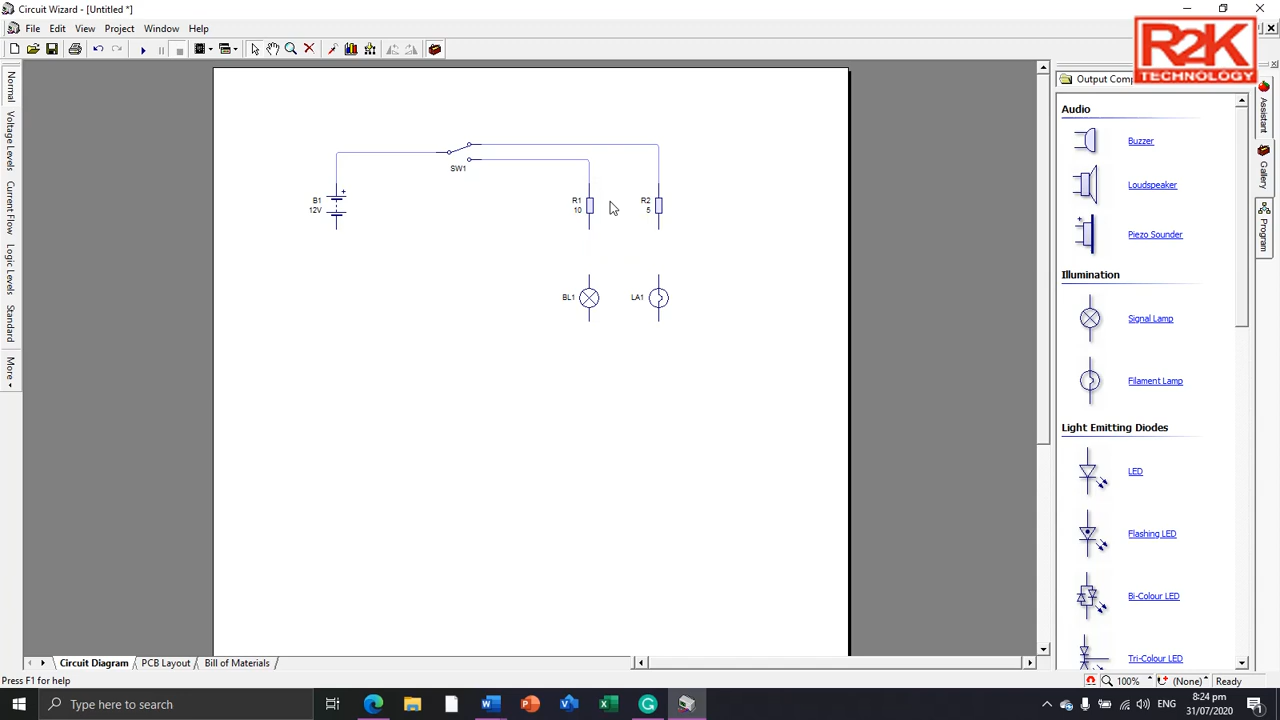 Circuit Wizard - [Untitled *]
File Edit View Project Window Help
R2K
TECHNOLOGY
Normal
Voltage Levels
Current Flow
Logic Levels
Standard
More
SW1
B1
12V
R1
10
R2
5
BL1
LA1
Output Comp
Audio
Buzzer
Loudspeaker
Piezo Sounder
Illumination
Signal Lamp
Filament Lamp
Light Emitting Diodes
LED
Flashing LED
Bi-Colour LED
Tri-Colour LED
Assistant
Gallery
Program
Circuit Diagram PCB Layout Bill of Materials
Press F1 for help
100% (None) Ready
Type here to search
ENG
8:24 pm
31/07/2020